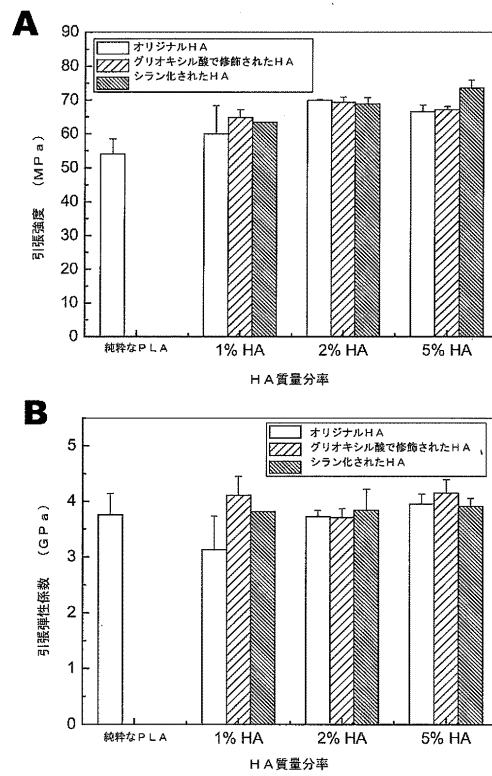 A
オリジナルHA
グリオキシル酸で修飾されたHA
シラン化されたHA
引張強度 (MPa)
90
80
70
60
50
40
30
20
10
0
純粋なPLA
1% HA
2% HA
5% HA
HA質量分率
B
オリジナルHA
グリオキシル酸で修飾されたHA
シラン化されたHA
引張弾性係数 (GPa)
5
4
3
2
1
0
純粋なPLA
1% HA
2% HA
5% HA
HA質量分率